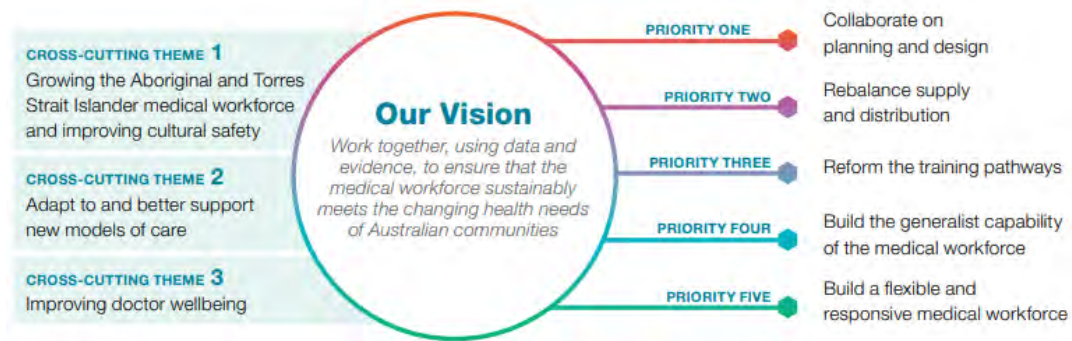 CROSS-CUTTING THEME 1
Growing the Aboriginal and Torres
Strait Islander medical workforce
and improving cultural safety
CROSS-CUTTING THEME 2
Adapt to and better support
new models of care
CROSS-CUTTING THEME 3
Improving doctor wellbeing
Our Vision
Work together, using data and
evidence, to ensure that the
medical workforce sustainably
meets the changing health needs
of Australian communities
PRIORITY ONE
Collaborate on
planning and design
PRIORITY TWO
Rebalance supply
and distribution
PRIORITY THREE
Reform the training pathways
PRIORITY FOUR
Build the generalist capability
of the medical workforce
PRIORITY FIVE
Build a flexible and
responsive medical workforce